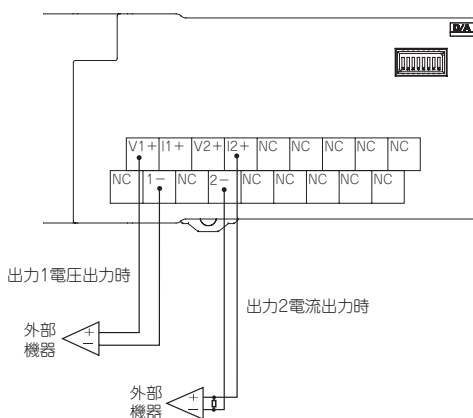 D/A
V1+ I1+ V2+ I2+ NC NC NC NC NC
NC 1− NC 2− NC NC NC NC NC
出力1電圧出力時
出力2電流出力時
外部
機器
+
−
外部
機器
+
−